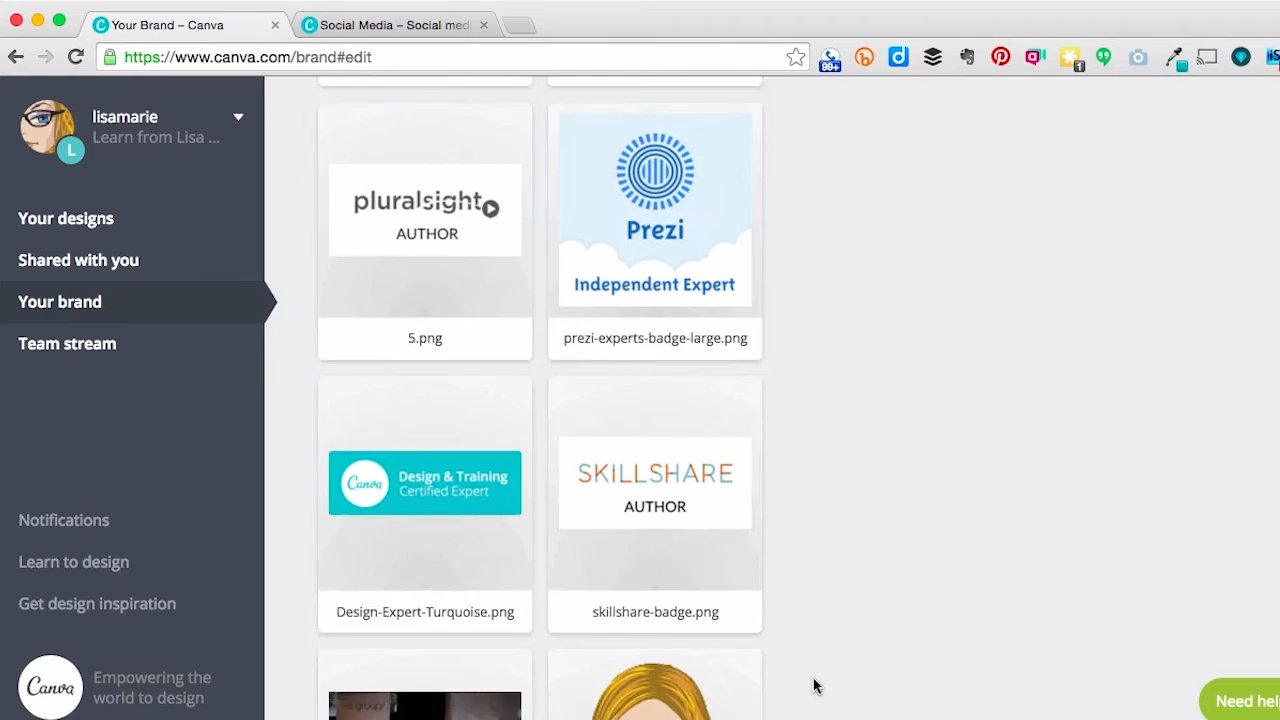 Your Brand – Canva
Social Media – Social med
https://www.canva.com/brand#edit
99+
1
lisamarie
Learn from Lisa ...
L
Your designs
Shared with you
Your brand
Team stream
Notifications
Learn to design
Get design inspiration
Canva
Empowering the
world to design
pluralsight
AUTHOR
5.png
Prezi
Independent Expert
prezi-experts-badge-large.png
Canva
Design & Training
Certified Expert
Design-Expert-Turquoise.png
SKILLSHARE
AUTHOR
skillshare-badge.png
group/
Need hel